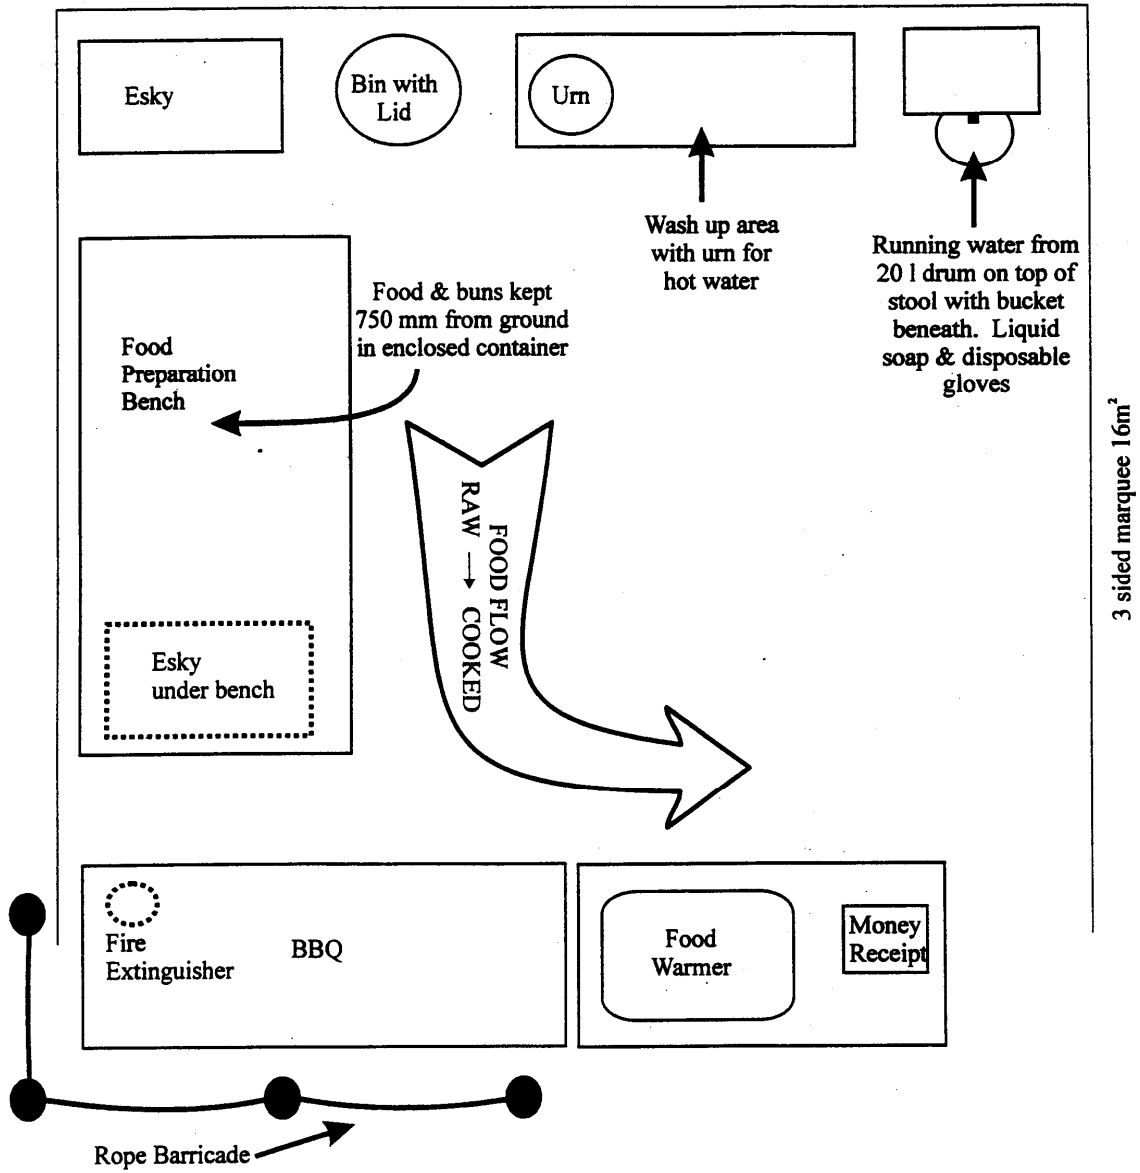 Esky
Bin with
Lid
Urn
Wash up area
with urn for
hot water
Running water from
20 l drum on top of
stool with bucket
beneath. Liquid
soap & disposable
gloves
Food & buns kept
750 mm from ground
in enclosed container
Food
Preparation
Bench
3 sided marquee 16m²
FOOD FLOW
RAW → COOKED
Esky
under bench
Fire
Extinguisher
BBQ
Food
Warmer
Money
Receipt
Rope Barricade